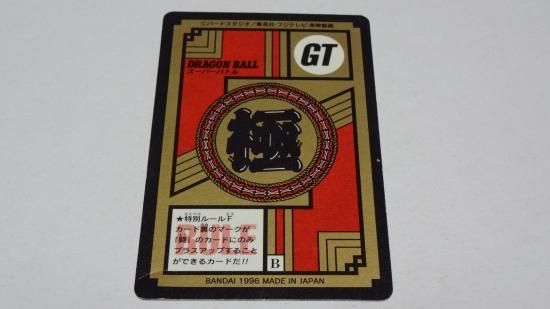 ©バードスタジオ/集英社・フジテレビ・東映動画
GT
DRAGON BALL
スーパーバトル
極
★特別ルールF
カード裏のマークが
「闘」のカードにのみ
プラスアップすること
ができるカードだ!!
RULE
B
BANDAI 1996 MADE IN JAPAN